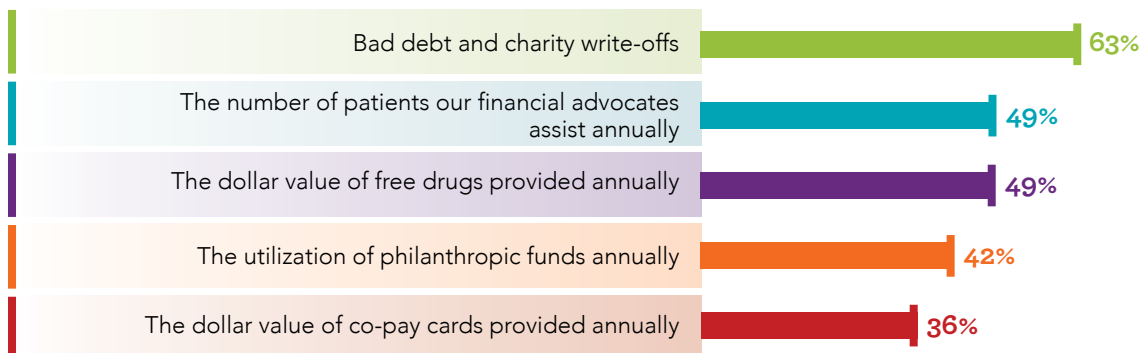 Bad debt and charity write-offs
63%
The number of patients our financial advocates
assist annually
49%
The dollar value of free drugs provided annually
49%
The utilization of philanthropic funds annually
42%
The dollar value of co-pay cards provided annually
36%